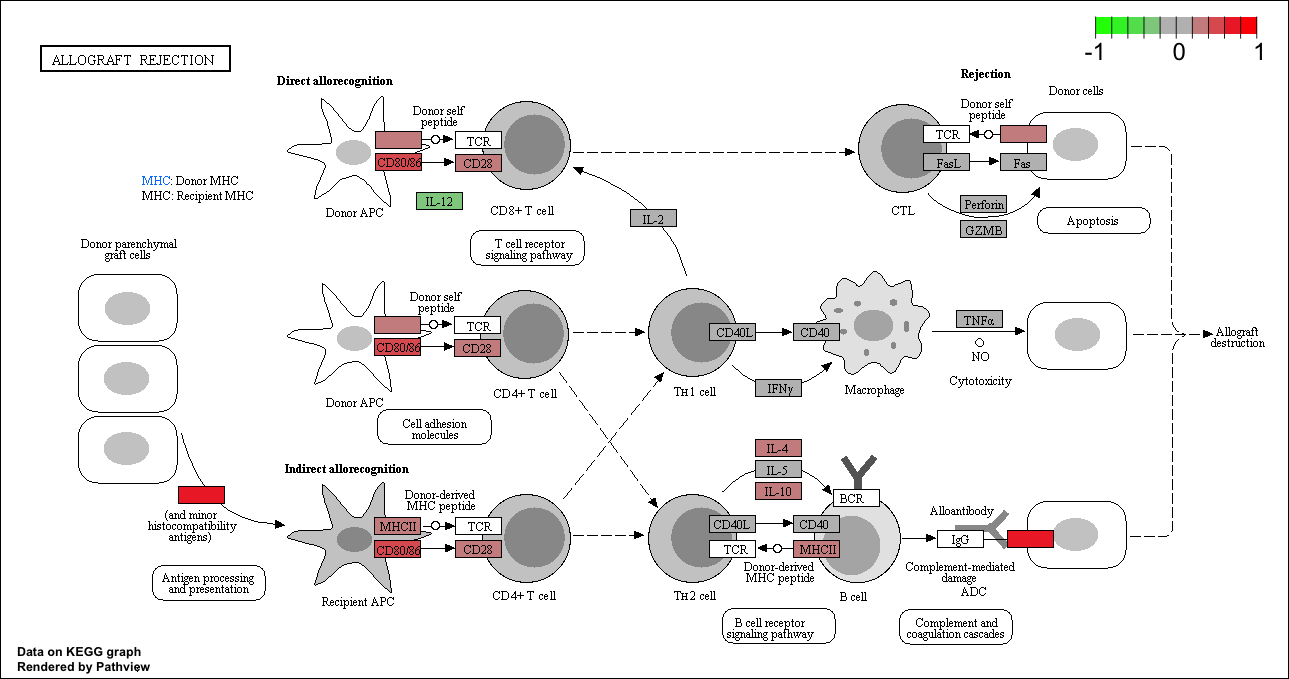 -1
0
1
ALLOGRAFT REJECTION
Direct allorecognition
Donor self
peptide
TCR
CD80/86
CD28
IL-12
Donor APC
CD8+ T cell
T cell receptor
signaling pathway
MHC: Donor MHC
MHC: Recipient MHC
IL-2
Rejection
Donor self
peptide
Donor cells
TCR
FasL
Fas
CTL
Perforin
GZMB
Apoptosis
Donor parenchymal
graft cells
Donor self
peptide
TCR
CD80/86
CD28
Donor APC
CD4+ T cell
Cell adhesion
molecules
CD40L
CD40
IFNγ
TH1 cell
Macrophage
TNFα
NO
Cytotoxicity
Allograft
destruction
Indirect allorecognition
(and minor
histocompatibility
antigens)
Antigen processing
and presentation
Donor-derived
MHC peptide
MHCII
TCR
CD80/86
CD28
Recipient APC
CD4+ T cell
IL-4
IL-5
IL-10
BCR
CD40L
CD40
TCR
MHCII
Donor-derived
MHC peptide
TH2 cell
B cell
B cell receptor
signaling pathway
Alloantibody
IgG
Complement-mediated
damage
ADC
Complement and
coagulation cascades
Data on KEGG graph
Rendered by Pathview